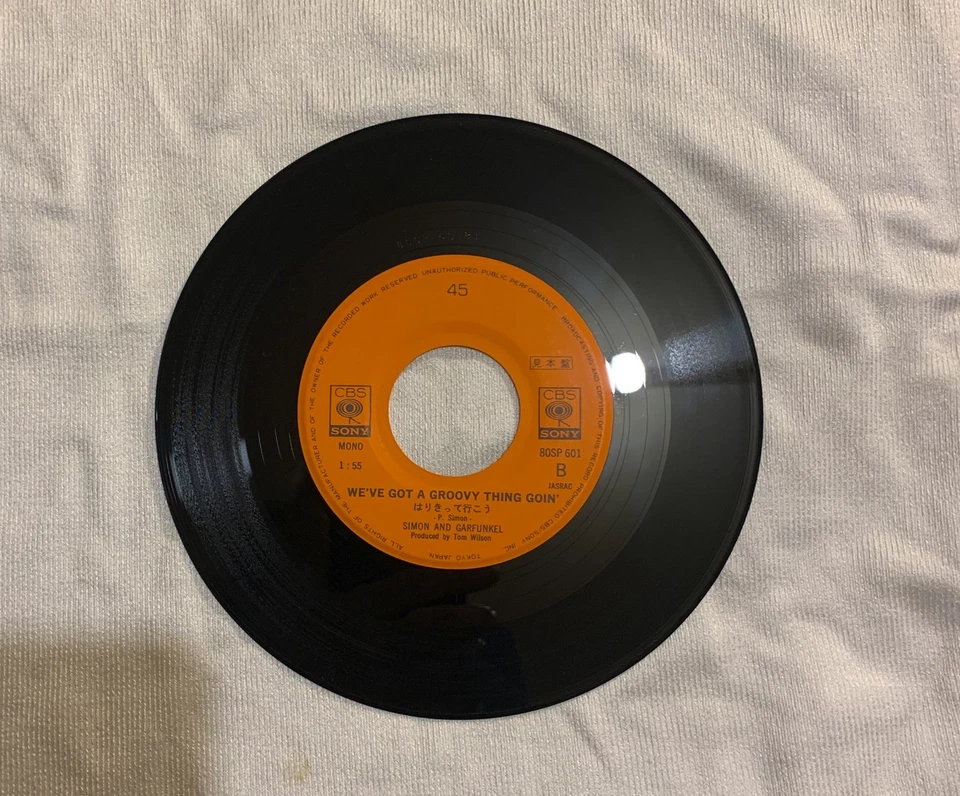 45
見本盤
CBS
SONY
MONO
1:55
CBS
SONY
80SP 601
B
JASRAC
WE'VE GOT A GROOVY THING GOIN'
はりきって行こう
- P. Simon -
SIMON AND GARFUNKEL
Produced by Tom Wilson
ALL RIGHTS OF THE MANUFACTURER AND OF THE OWNER OF THE RECORDED WORK RESERVED UNAUTHORIZED PUBLIC PERFORMANCE BROADCASTING AND COPYING OF THIS RECORD PROHIBITED CBS/SONY INC. TOKYO JAPAN